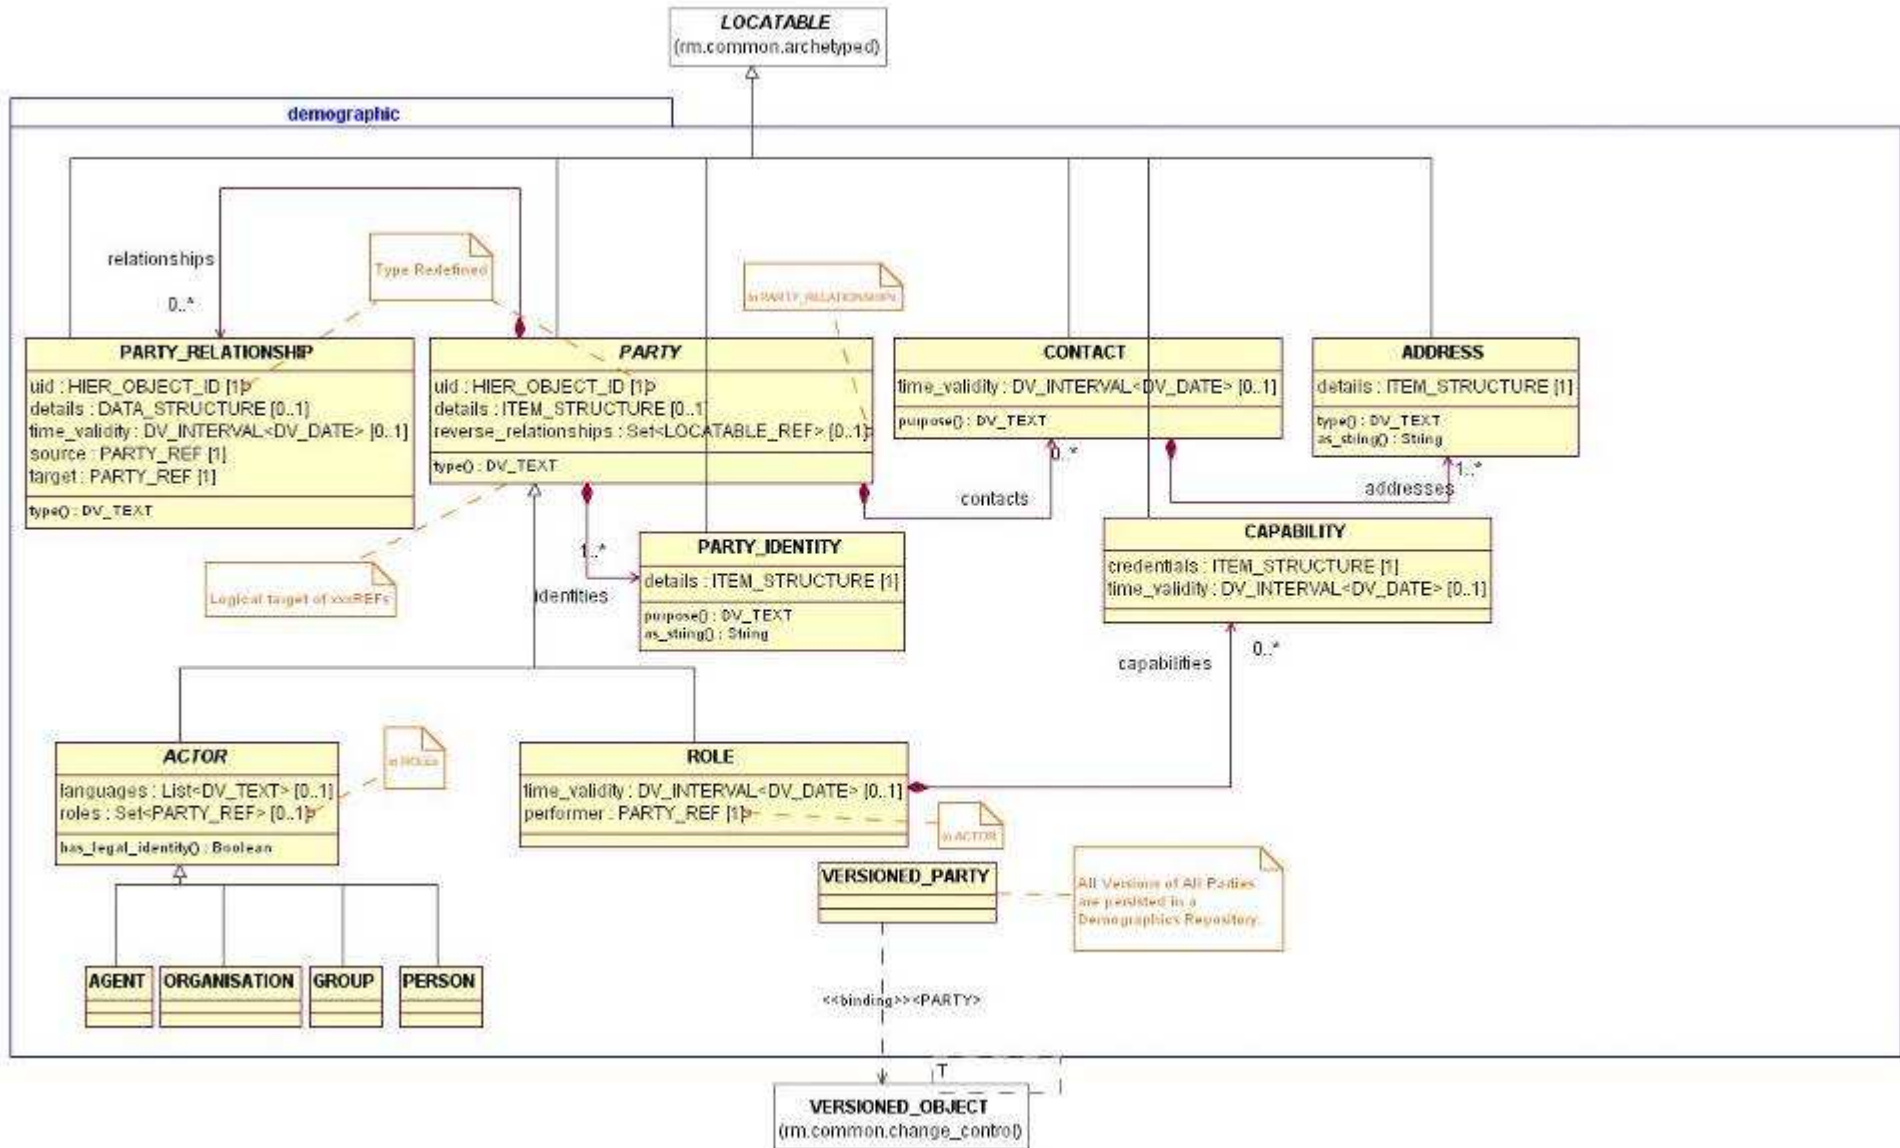 LOCATABLE
(rm.common.archetyped)
demographic
relationships
0..*
Type Redefined
in PARTY_RELATIONSHIPs
PARTY_RELATIONSHIP
uid : HIER_OBJECT_ID [1]
details : DATA_STRUCTURE [0..1]
time_validity : DV_INTERVAL<DV_DATE> [0..1]
source : PARTY_REF [1]
target : PARTY_REF [1]
type() : DV_TEXT
PARTY
uid : HIER_OBJECT_ID [1]
details : ITEM_STRUCTURE [0..1]
reverse_relationships : Set<LOCATABLE_REF> [0..1]
type() : DV_TEXT
CONTACT
time_validity : DV_INTERVAL<DV_DATE> [0..1]
purpose() : DV_TEXT
ADDRESS
details : ITEM_STRUCTURE [1]
type() : DV_TEXT
as_string() : String
0..*
contacts
1..*
addresses
Logical target of xxxREFs
1..*
identities
PARTY_IDENTITY
details : ITEM_STRUCTURE [1]
purpose() : DV_TEXT
as_string() : String
CAPABILITY
credentials : ITEM_STRUCTURE [1]
time_validity : DV_INTERVAL<DV_DATE> [0..1]
capabilities
0..*
ACTOR
languages : List<DV_TEXT> [0..1]
roles : Set<PARTY_REF> [0..1]
has_legal_identity() : Boolean
in ROLEs
ROLE
time_validity : DV_INTERVAL<DV_DATE> [0..1]
performer : PARTY_REF [1]
in ACTOR
VERSIONED_PARTY
All Versions of All Parties
are persisted in a
Demographics Repository.
AGENT
ORGANISATION
GROUP
PERSON
<<binding>><PARTY>
T
VERSIONED_OBJECT
(rm.common.change_control)